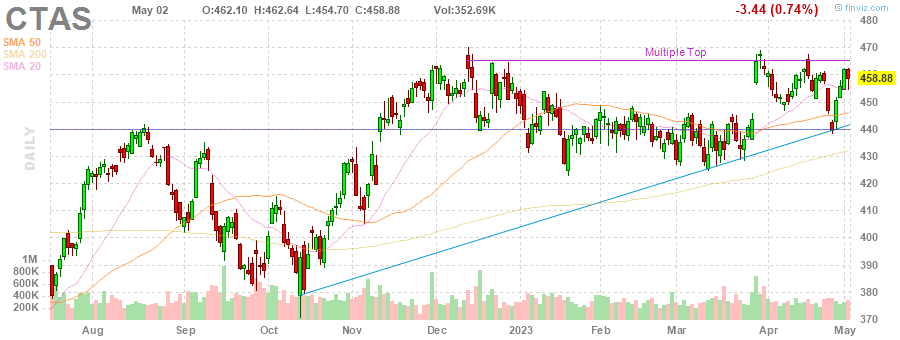 CTAS
May 02
O:462.10
H:462.64
L:454.70
C:458.88
Vol:352.69K
-3.44 (0.74%)
© finviz.com
SMA 50
SMA 200
SMA 20
Multiple Top
DAILY
480
470
458.88
450
440
430
420
410
400
390
380
370
1M
800K
600K
400K
200K
Aug
Sep
Oct
Nov
Dec
2023
Feb
Mar
Apr
May